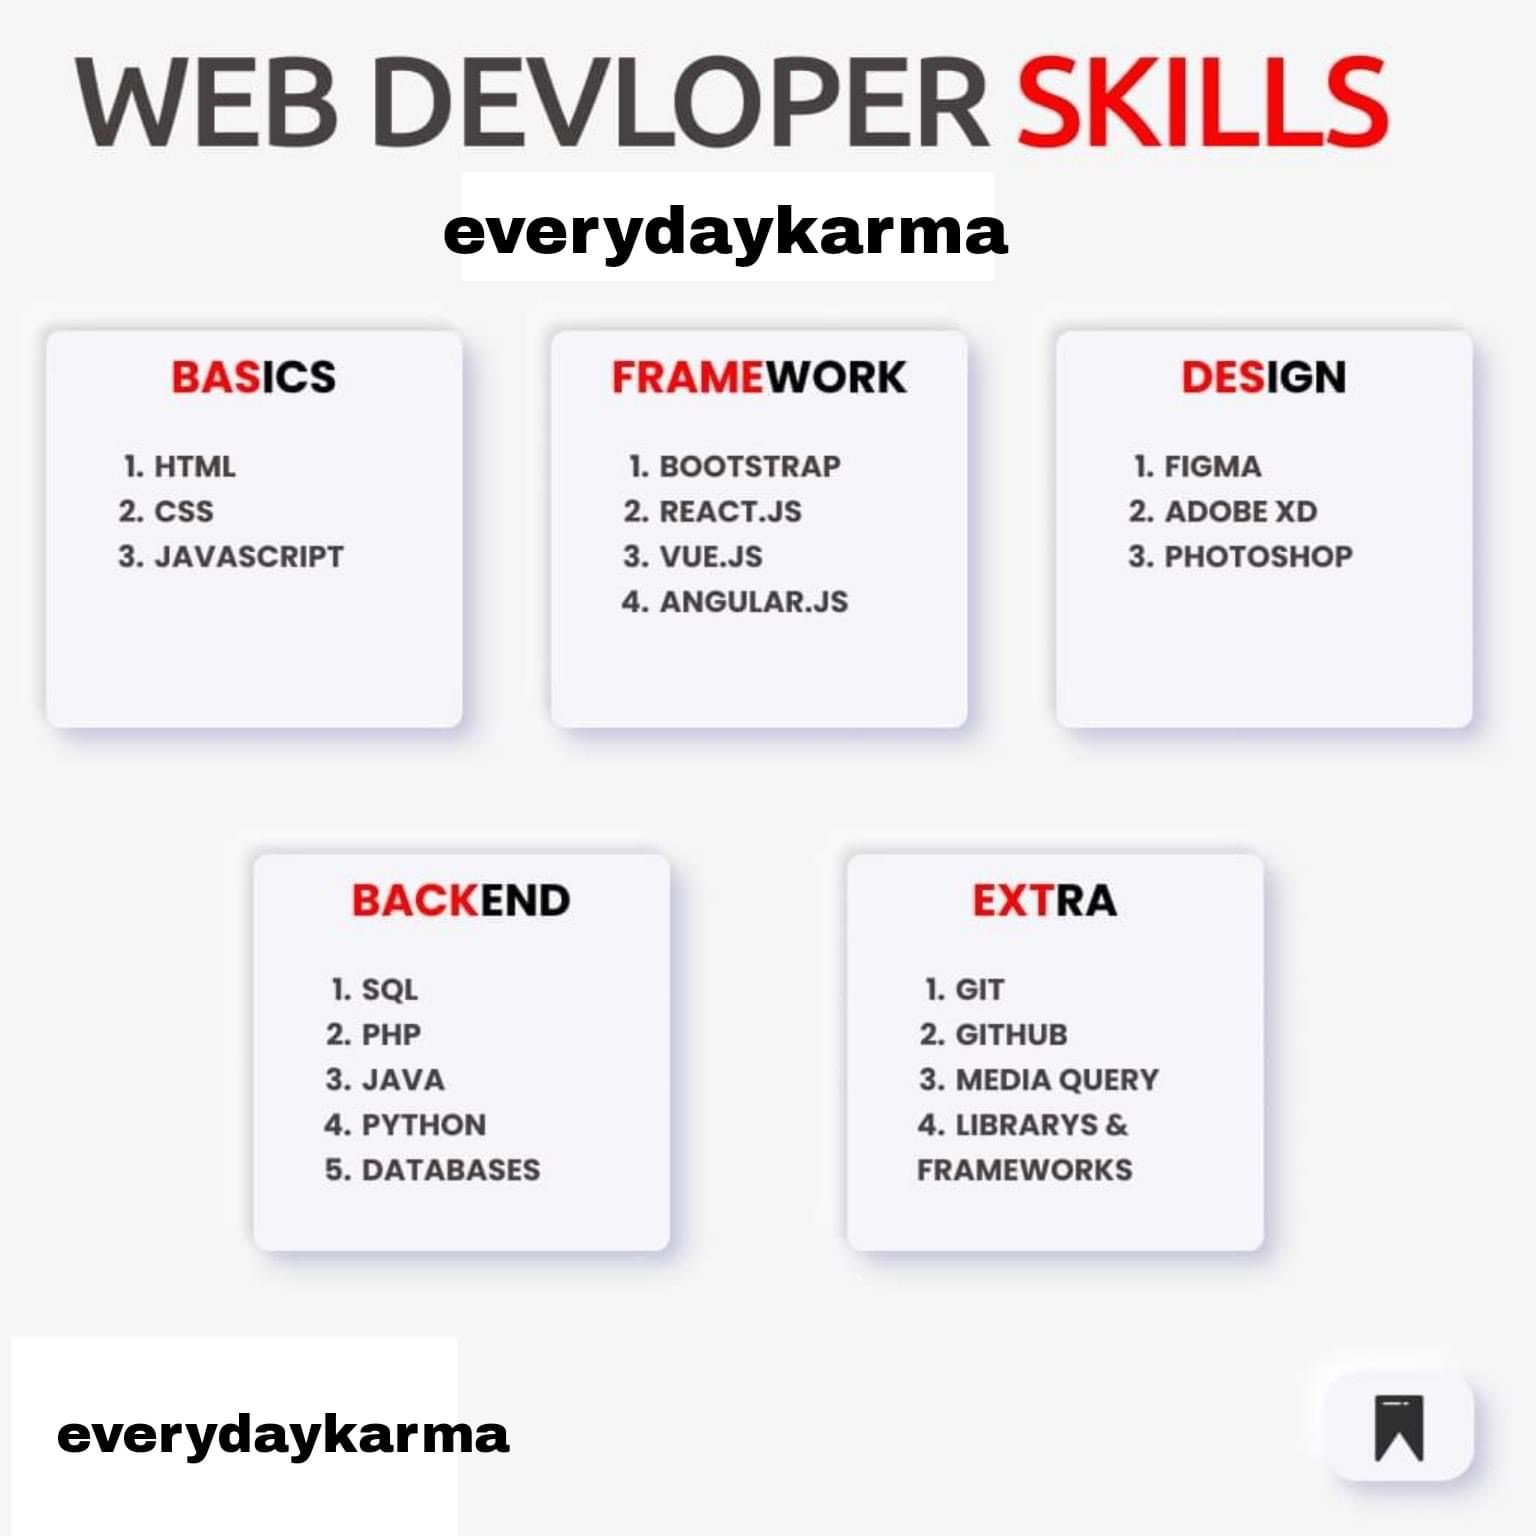 WEB DEVLOPER SKILLS
everydaykarma
BASICS
1. HTML
2. CSS
3. JAVASCRIPT
FRAMEWORK
1. BOOTSTRAP
2. REACT.JS
3. VUE.JS
4. ANGULAR.JS
DESIGN
1. FIGMA
2. ADOBE XD
3. PHOTOSHOP
BACKEND
1. SQL
2. PHP
3. JAVA
4. PYTHON
5. DATABASES
EXTRA
1. GIT
2. GITHUB
3. MEDIA QUERY
4. LIBRARYS &
FRAMEWORKS
everydaykarma